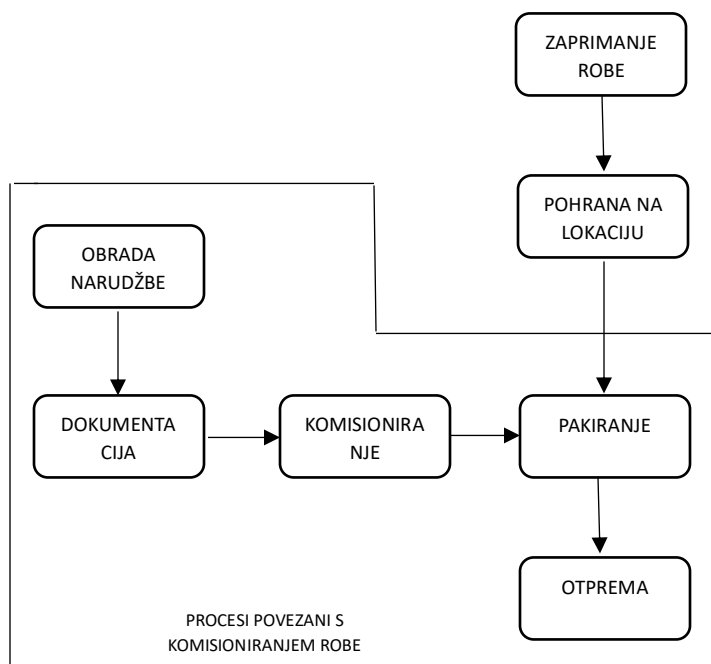 ZAPRIMANJE
ROBE
POHRANA NA
LOKACIJU
OBRADA
NARUDŽBE
DOKUMENTA
CIJA
KOMISIONIRA
NJE
PAKIRANJE
OTPREMA
PROCESI POVEZANI S
KOMISIONIRANJEM ROBE